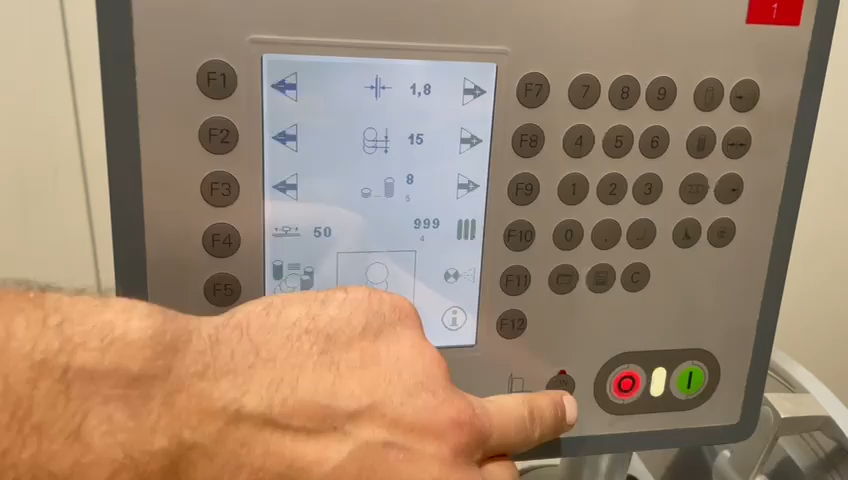 1
F1 1,8 F7 7 8 9
F2 15 F8 4 5 6
F3 8 F9 1 2 3
5
F4 50 999 F10 0 .
4
F5 F11 C
i F12
O I